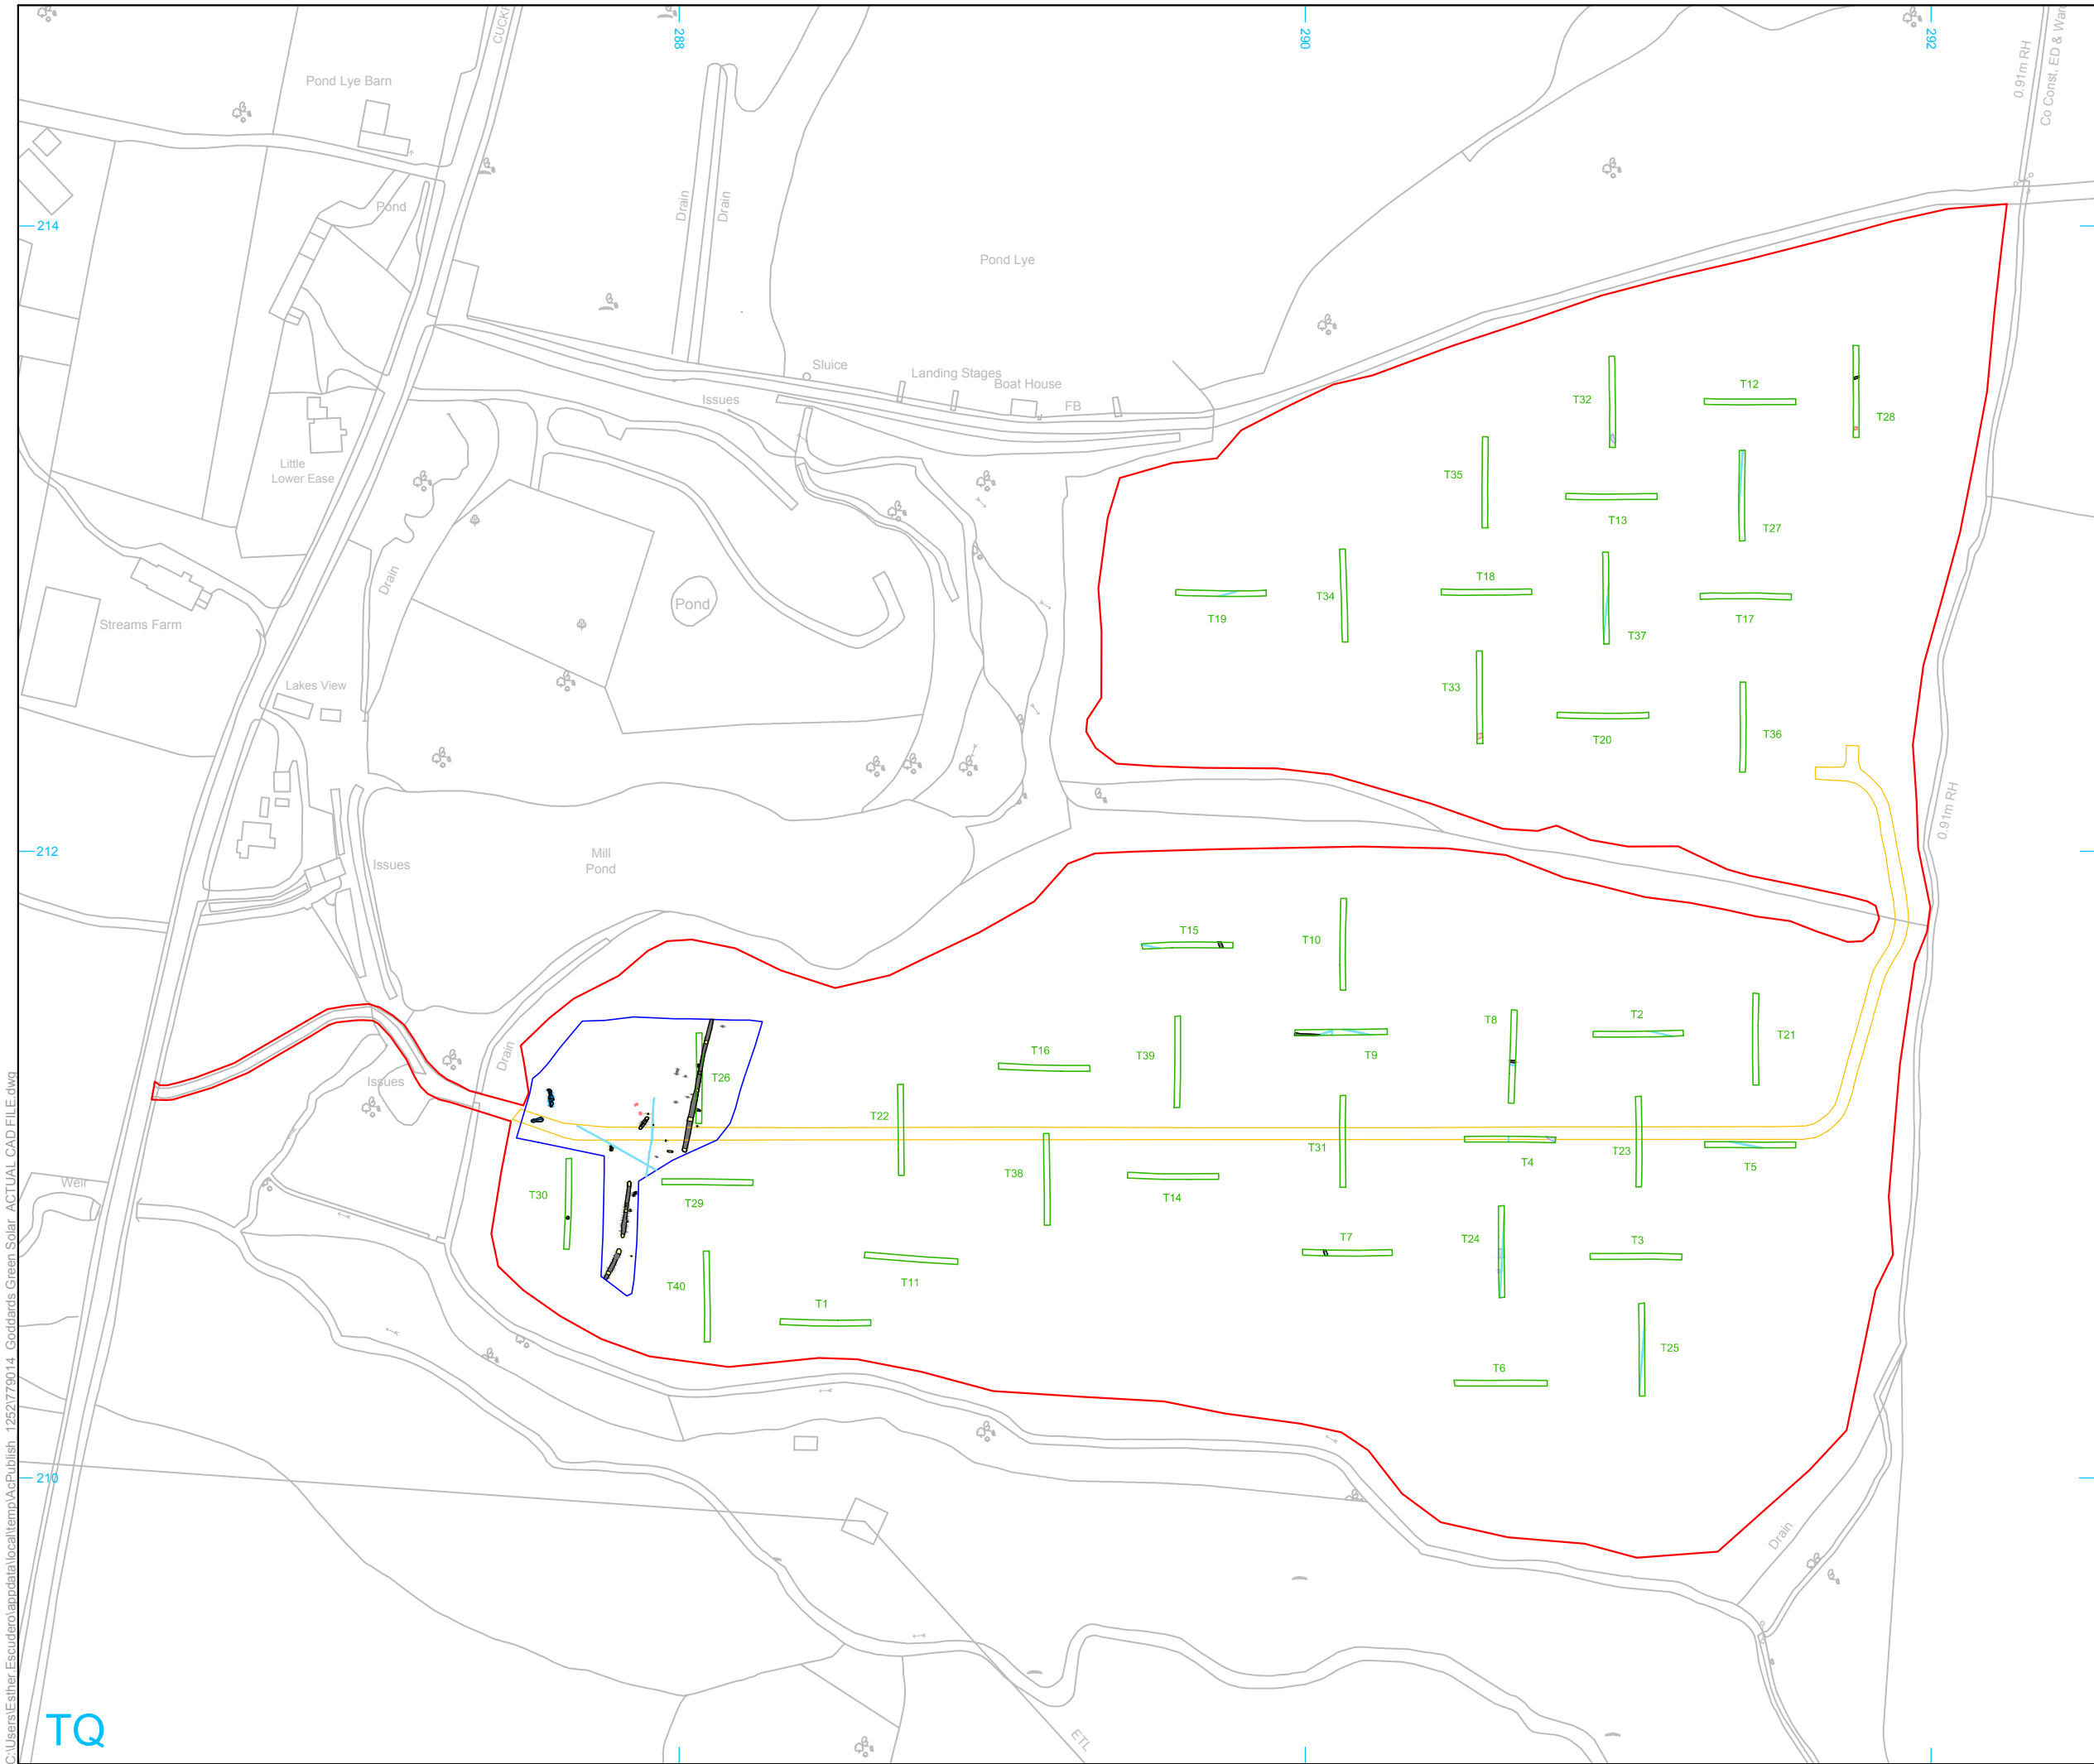 CUCKF
288
290
292
0.91m RH
Co Const, ED & War
Pond Lye Barn
Pond
Drain
Drain
Pond Lye
214
Sluice
Landing Stages
Boat House
FB
Issues
Little
Lower Ease
T32
T12
T28
T35
T13
T27
Drain
Pond
Streams Farm
T19
T34
T18
T37
T17
Lakes View
T33
T20
T36
0.91m RH
212
Mill
Pond
Issues
T15
T10
T8
T2
T21
T9
Drain
T16
T39
Issues
T26
T22
T31
T4
T23
T5
T38
T14
Weir
T30
T29
T24
T3
T7
T40
T11
T1
T25
T6
210
Drain
ETL
TQ
C:\Users\Esther.Escudero\appdata\local\temp\AcPublish_1252\779014_Goddards Green Solar_ACTUAL CAD FILE.dwg